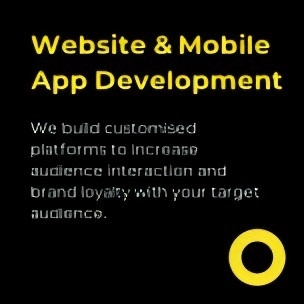 Website & Mobile
App Development
We build customised
platforms to increase
audience interaction and
brand loyalty with your target
audience.